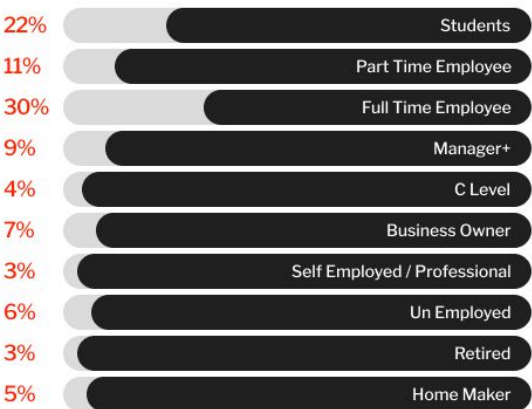 22% Students
11% Part Time Employee
30% Full Time Employee
9% Manager+
4% C Level
7% Business Owner
3% Self Employed / Professional
6% Un Employed
3% Retired
5% Home Maker